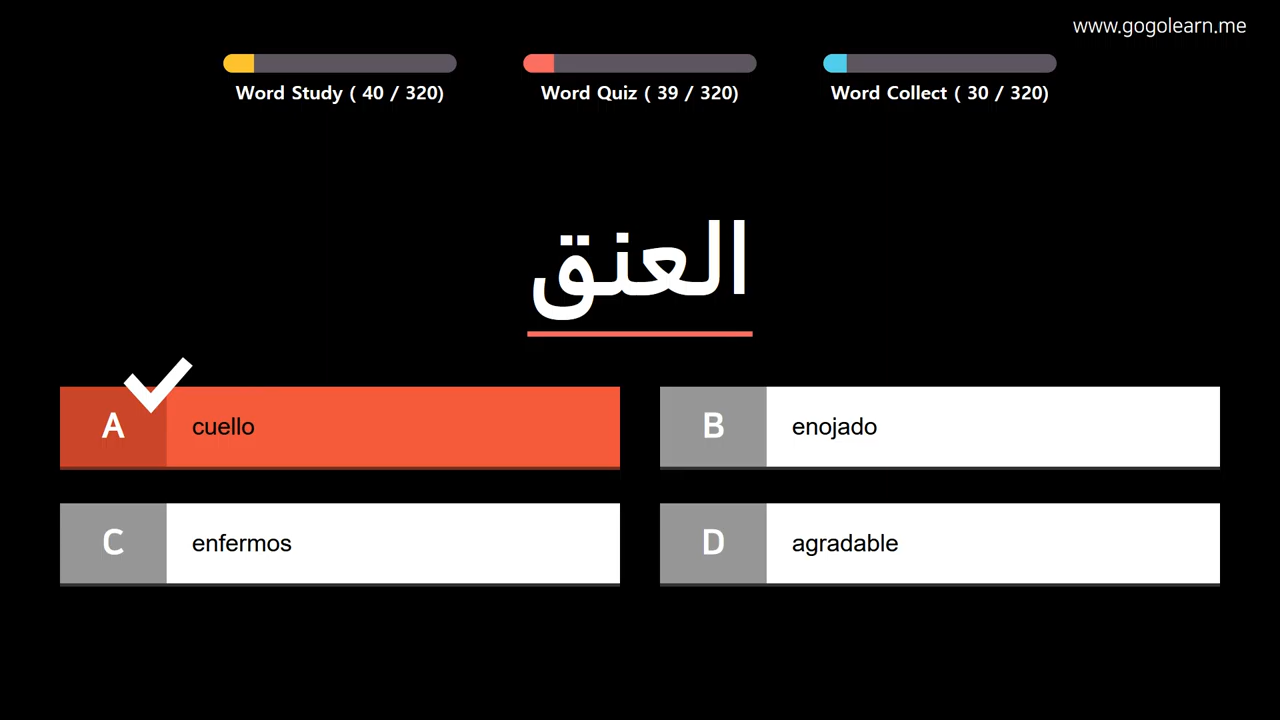 www.gogolearn.me
Word Study ( 40 / 320)
Word Quiz ( 39 / 320)
Word Collect ( 30 / 320)
العنق
A cuello
B enojado
C enfermos
D agradable